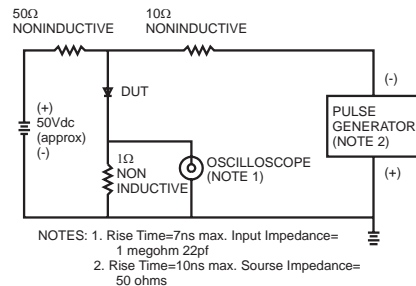 50Ω
NONINDUCTIVE
10Ω
NONINDUCTIVE
DUT
(+)
50Vdc
(approx)
(-)
1Ω
NON
INDUCTIVE
OSCILLOSCOPE
(NOTE 1)
(-)
PULSE
GENERATOR
(NOTE 2)
(+)
NOTES: 1. Rise Time=7ns max. Input Impedance=
1 megohm 22pf
2. Rise Time=10ns max. Sourse Impedance=
50 ohms